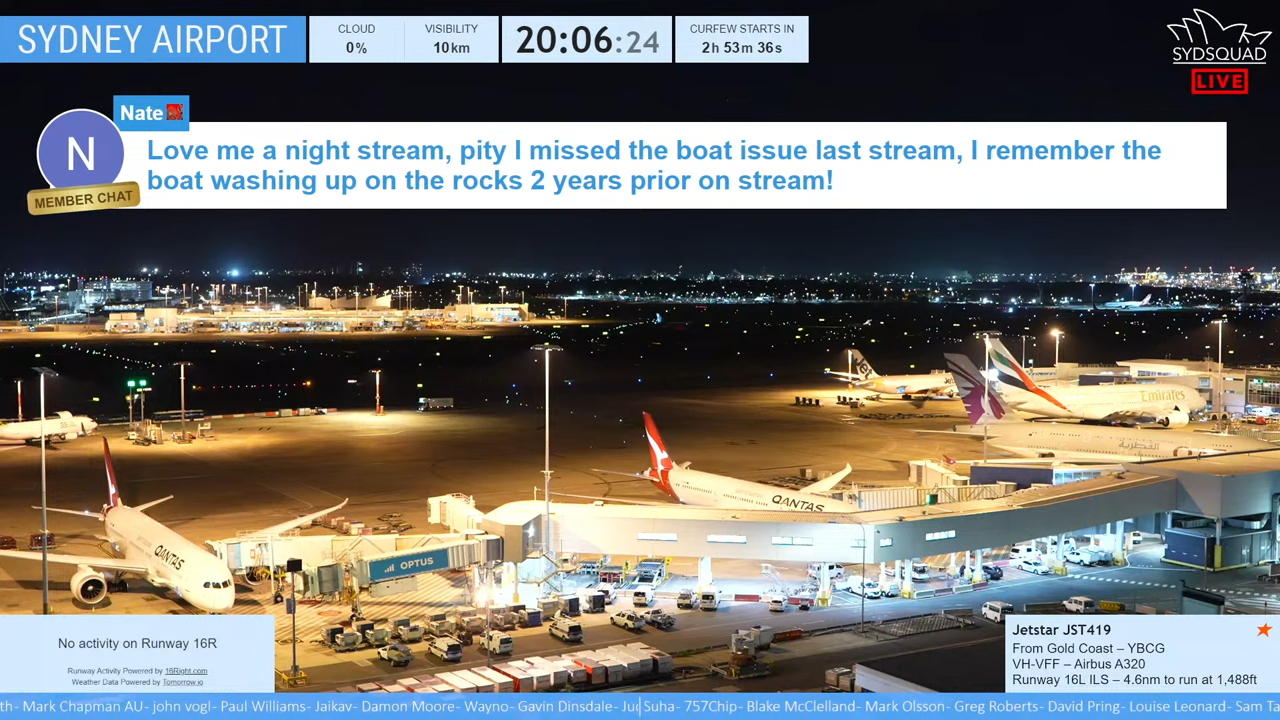 SYDNEY AIRPORT
CLOUD
0%
VISIBILITY
10km
20:06:24
CURFEW STARTS IN
2h 53m 36s
SYDSQUAD
LIVE
Nate
N
MEMBER CHAT
Love me a night stream, pity I missed the boat issue last stream, I remember the
boat washing up on the rocks 2 years prior on stream!
Jet
Emirates
القطرية
QANTAS
QANTAS
OPTUS
No activity on Runway 16R
Runway Activity Powered by 16Right.com
Weather Data Powered by Tomorrow.io
Jetstar JST419
From Gold Coast – YBCG
VH-VFF – Airbus A320
Runway 16L ILS – 4.6nm to run at 1,488ft
th- Mark Chapman AU- john vogl- Paul Williams- Jaikav- Damon Moore- Wayno- Gavin Dinsdale- Suha- 757Chip- Blake McClelland- Mark Olsson- Greg Roberts- David Pring- Louise Leonard- Sam Ta